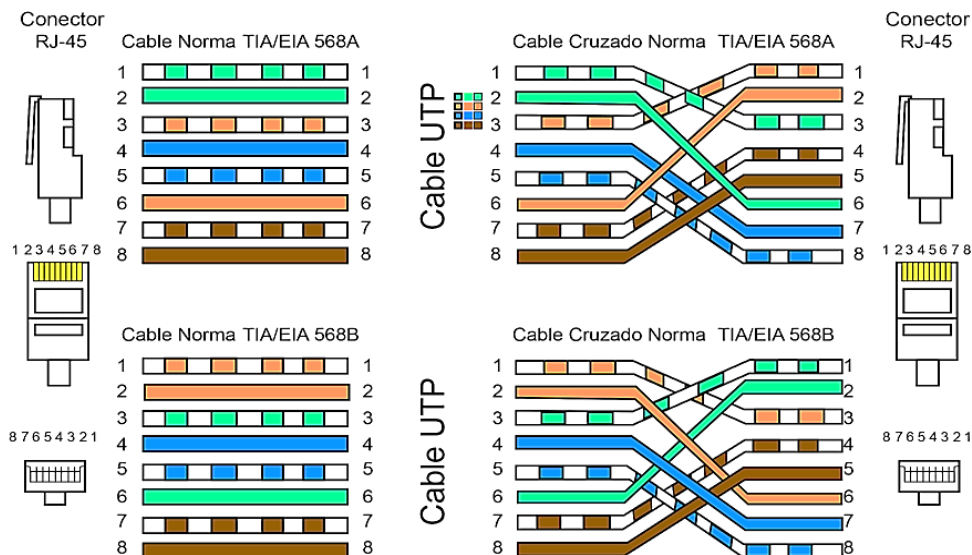 Conector
RJ-45
Cable Norma TIA/EIA 568A
Cable Cruzado Norma TIA/EIA 568A
Conector
RJ-45
1 1
2 2
3 3
4 4
5 5
6 6
7 7
8 8
Cable UTP
1 1
2 2
3 3
4 4
5 5
6 6
7 7
8 8
1 2 3 4 5 6 7 8
1 2 3 4 5 6 7 8
Cable Norma TIA/EIA 568B
Cable Cruzado Norma TIA/EIA 568B
1 1
2 2
3 3
4 4
5 5
6 6
7 7
8 8
Cable UTP
1 1
2 2
3 3
4 4
5 5
6 6
7 7
8 8
8 7 6 5 4 3 2 1
8 7 6 5 4 3 2 1